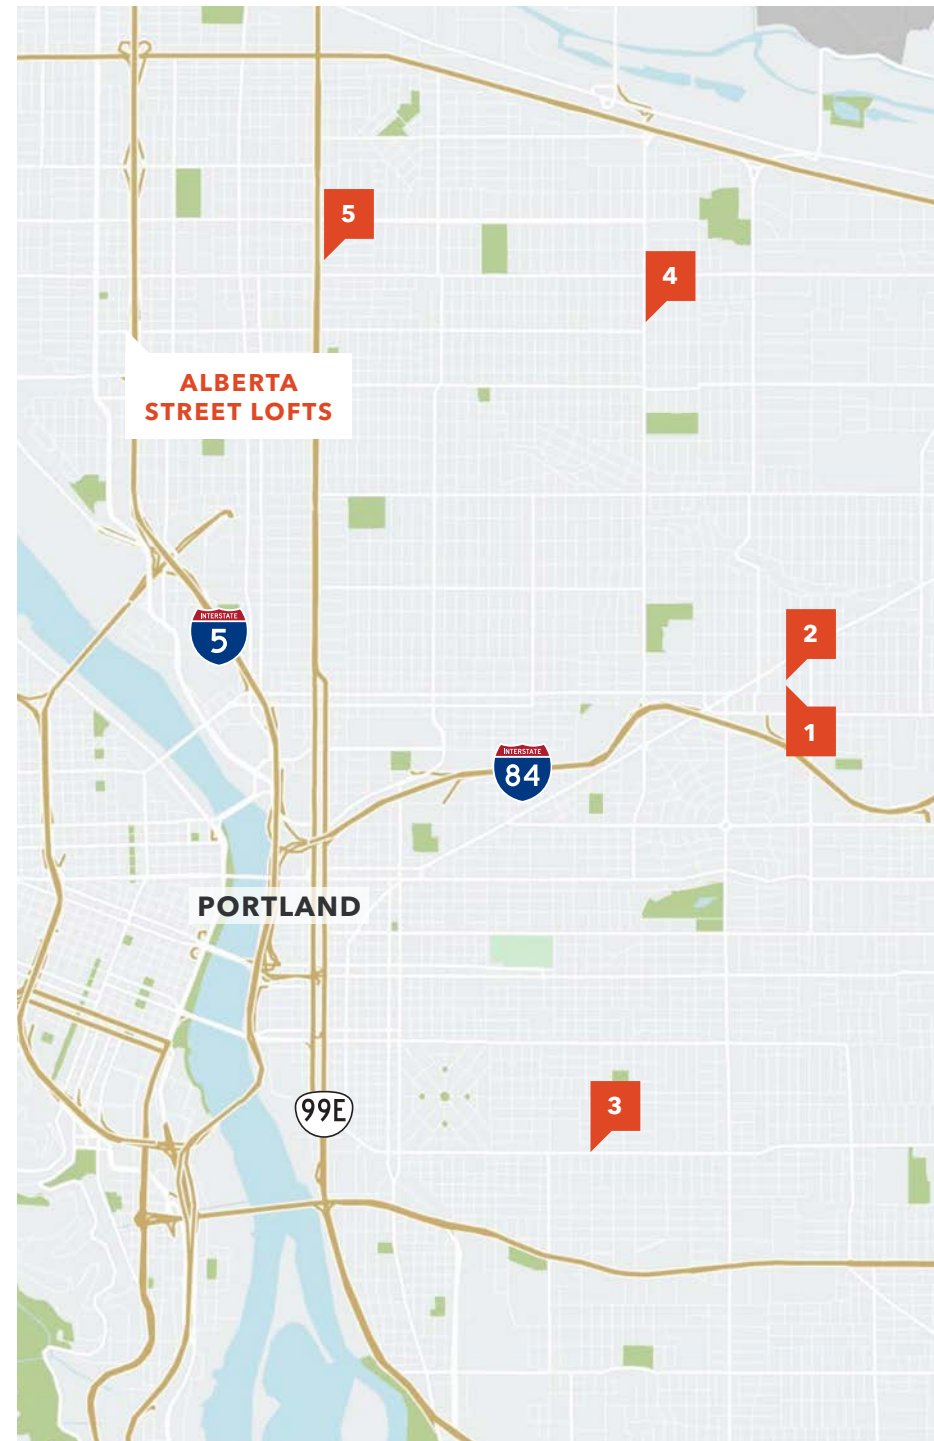 5
4
ALBERTA
STREET LOFTS
INTERSTATE
5
2
1
INTERSTATE
84
PORTLAND
99E
3